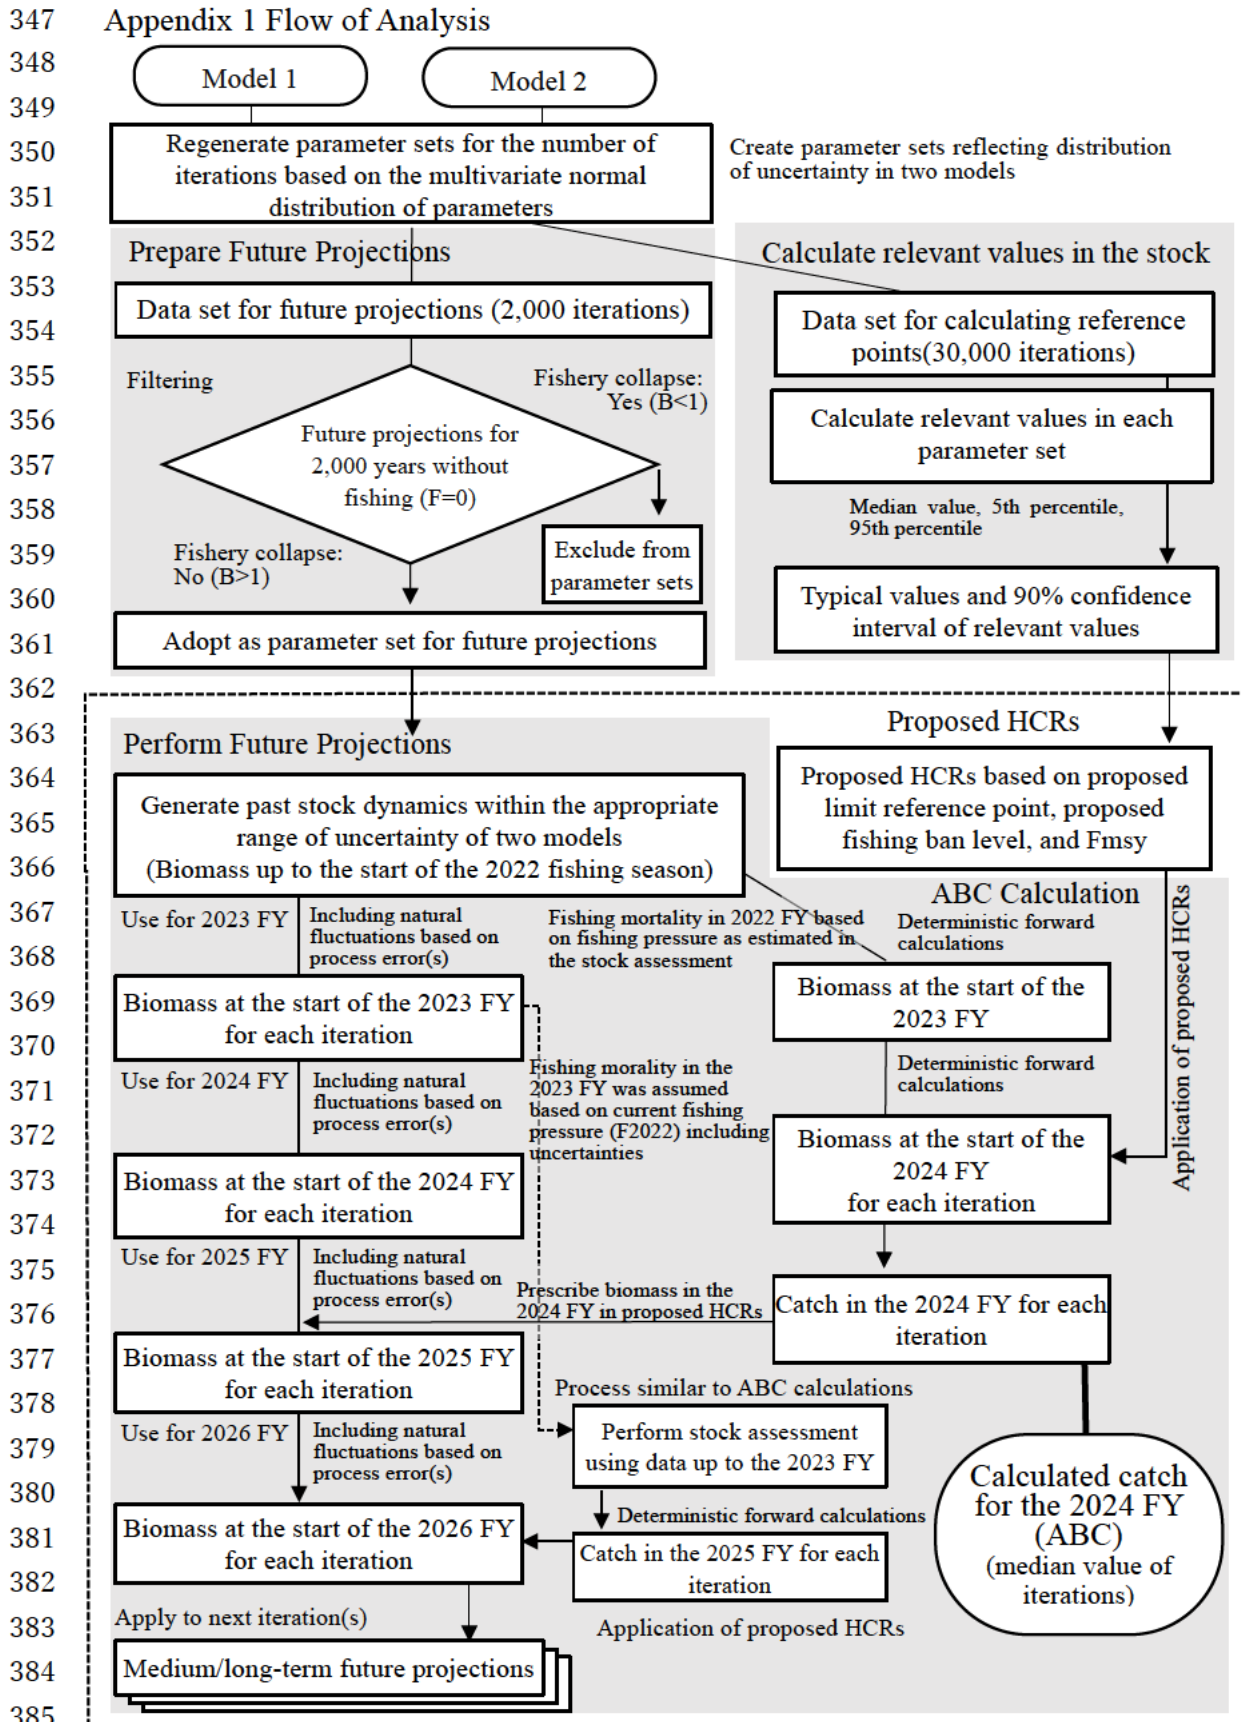 347 Appendix 1 Flow of Analysis
348
349
350
351
352
353
354
355
356
357
358
359
360
361
362
363
364
365
366
367
368
369
370
371
372
373
374
375
376
377
378
379
380
381
382
383
384
385
Model 1
Model 2
Regenerate parameter sets for the number of
iterations based on the multivariate normal
distribution of parameters
Create parameter sets reflecting distribution
of uncertainty in two models
Prepare Future Projections
Data set for future projections (2,000 iterations)
Filtering
Fishery collapse:
Yes (B<1)
Future projections for
2,000 years without
fishing (F=0)
Fishery collapse:
No (B>1)
Exclude from
parameter sets
Adopt as parameter set for future projections
Calculate relevant values in the stock
Data set for calculating reference
points(30,000 iterations)
Calculate relevant values in each
parameter set
Median value, 5th percentile,
95th percentile
Typical values and 90% confidence
interval of relevant values
Proposed HCRs
Proposed HCRs based on proposed
limit reference point, proposed
fishing ban level, and Fmsy
Application of proposed HCRs
Perform Future Projections
Generate past stock dynamics within the appropriate
range of uncertainty of two models
(Biomass up to the start of the 2022 fishing season)
Use for 2023 FY
Including natural
fluctuations based on
process error(s)
Fishing mortality in 2022 FY based
on fishing pressure as estimated in
the stock assessment
ABC Calculation
Deterministic forward
calculations
Biomass at the start of the 2023 FY
for each iteration
Biomass at the start of the
2023 FY
Use for 2024 FY
Including natural
fluctuations based on
process error(s)
Fishing morality in the
2023 FY was assumed
based on current fishing
pressure (F2022) including
uncertainties
Deterministic forward
calculations
Biomass at the start of the 2024 FY
for each iteration
Biomass at the start of the
2024 FY
for each iteration
Use for 2025 FY
Including natural
fluctuations based on
process error(s)
Prescribe biomass in the
2024 FY in proposed HCRs
Catch in the 2024 FY for each
iteration
Biomass at the start of the 2025 FY
for each iteration
Process similar to ABC calculations
Use for 2026 FY
Including natural
fluctuations based on
process error(s)
Perform stock assessment
using data up to the 2023 FY
Deterministic forward calculations
Biomass at the start of the 2026 FY
for each iteration
Catch in the 2025 FY for each
iteration
Application of proposed HCRs
Calculated catch
for the 2024 FY
(ABC)
(median value of
iterations)
Apply to next iteration(s)
Medium/long-term future projections